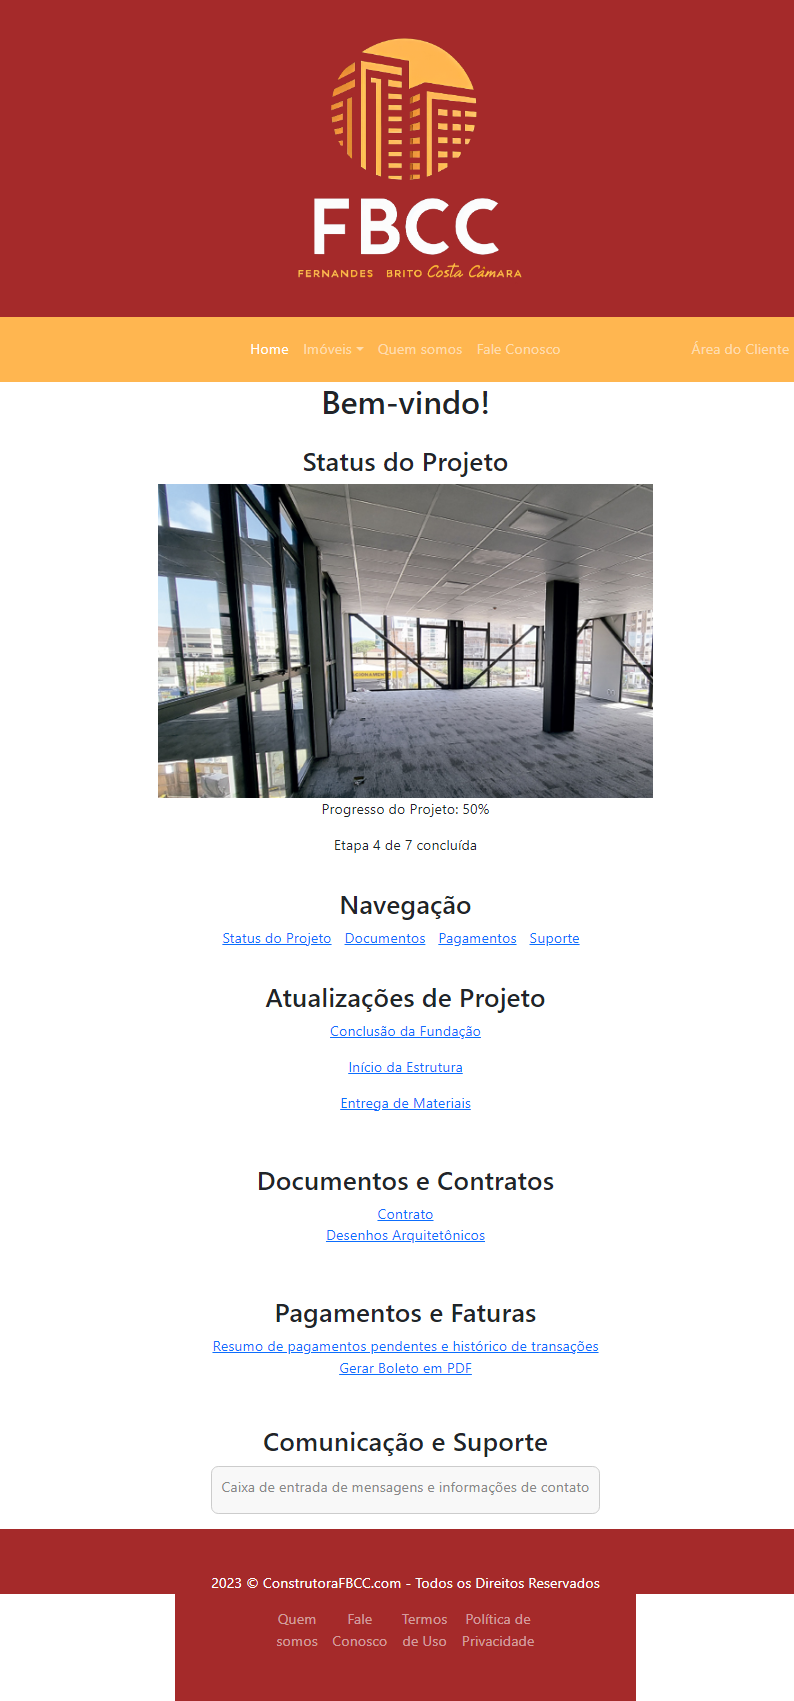 FBCC
FERNANDES BRITO Costa Câmara
Home Imóveis Quem somos Fale Conosco Área do Cliente
Bem-vindo!
Status do Projeto
Progresso do Projeto: 50%
Etapa 4 de 7 concluída
Navegação
Status do Projeto Documentos Pagamentos Suporte
Atualizações de Projeto
Conclusão da Fundação
Início da Estrutura
Entrega de Materiais
Documentos e Contratos
Contrato
Desenhos Arquitetônicos
Pagamentos e Faturas
Resumo de pagamentos pendentes e histórico de transações
Gerar Boleto em PDF
Comunicação e Suporte
Caixa de entrada de mensagens e informações de contato
2023 © ConstrutoraFBCC.com - Todos os Direitos Reservados
Quem somos
Fale Conosco
Termos de Uso
Política de Privacidade